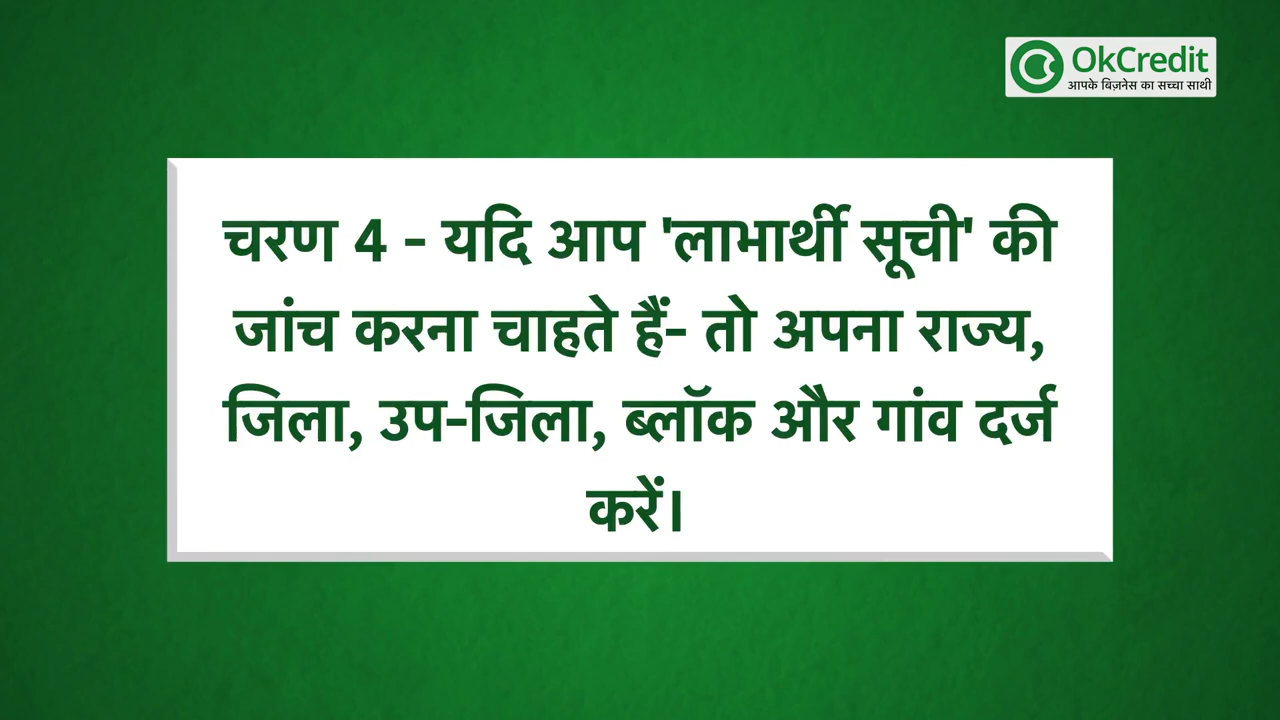 OkCredit
आपके बिज़नेस का सच्चा साथी
चरण 4 - यदि आप 'लाभार्थी सूची' की
जांच करना चाहते हैं- तो अपना राज्य,
जिला, उप-जिला, ब्लॉक और गांव दर्ज
करें।